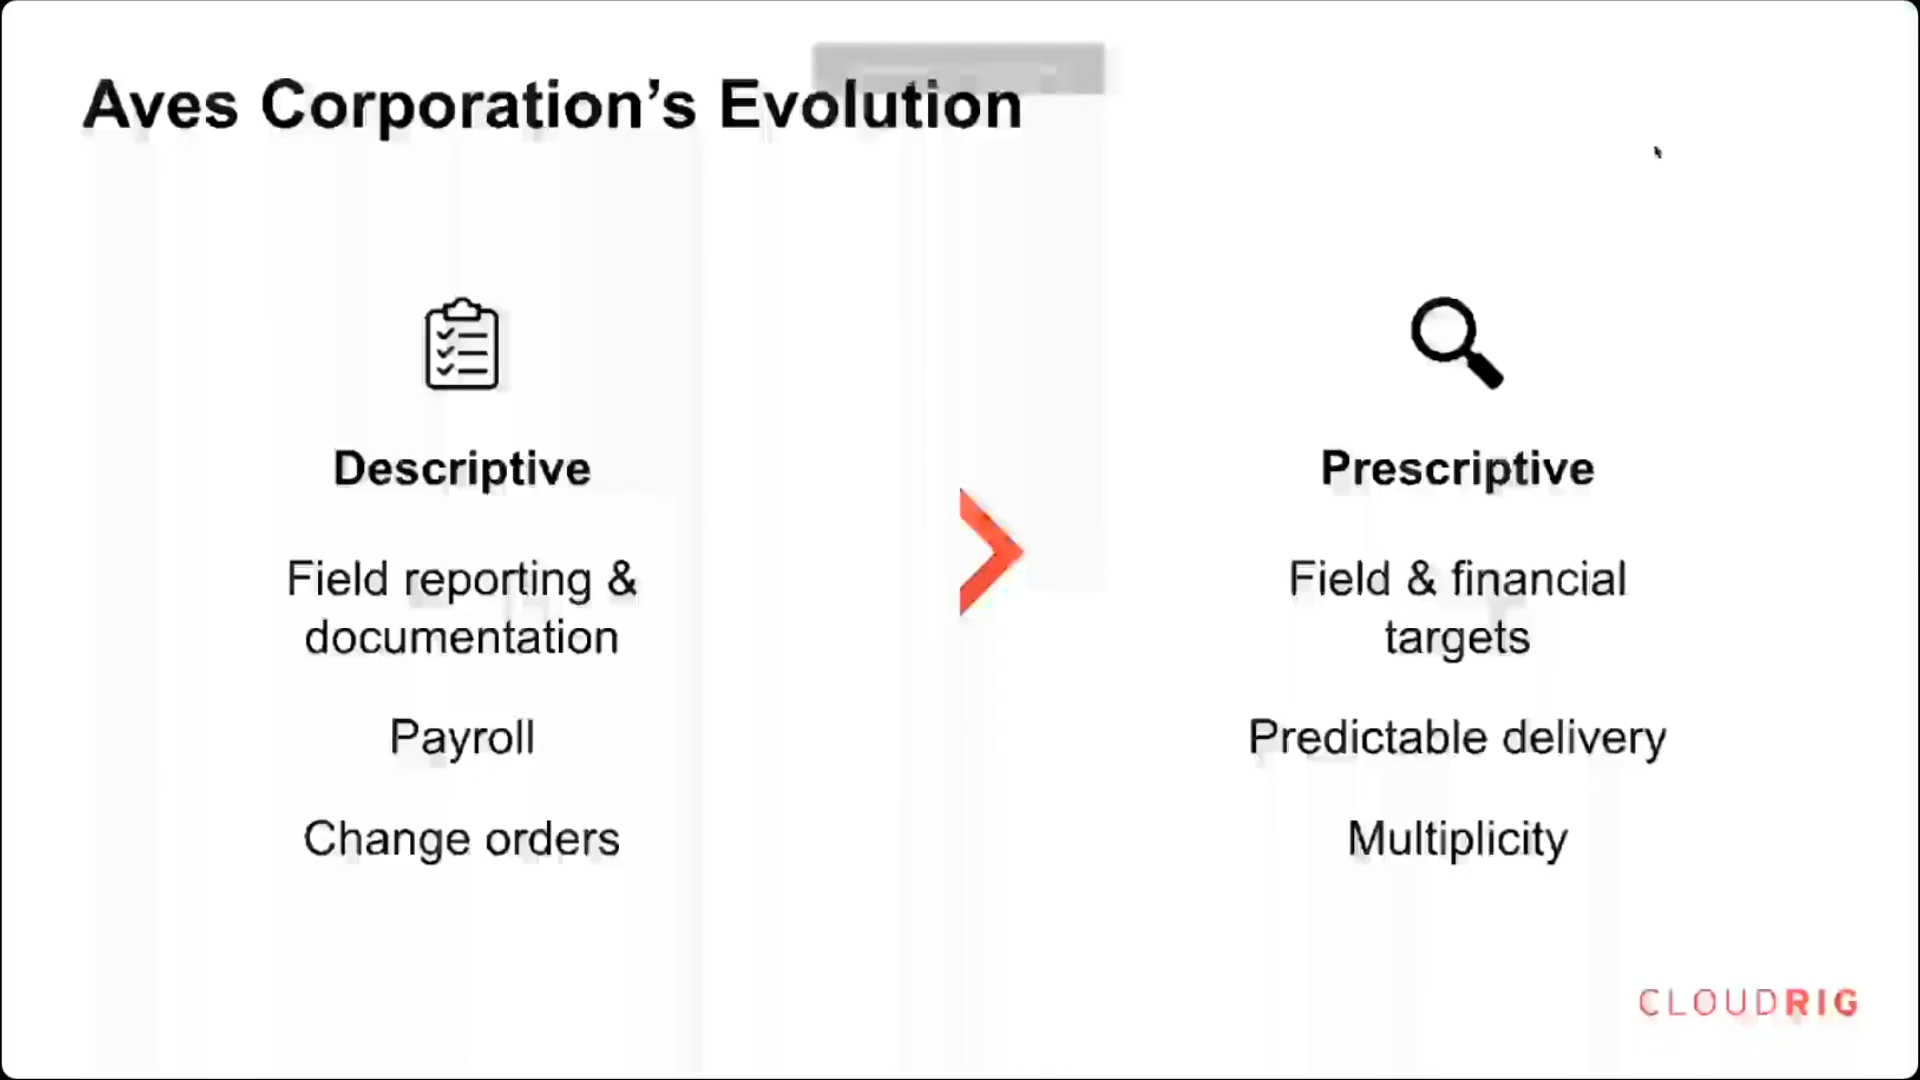 Aves Corporation’s Evolution
Descriptive
Field reporting &
documentation
Payroll
Change orders
Prescriptive
Field & financial
targets
Predictable delivery
Multiplicity
CLOUDRIG